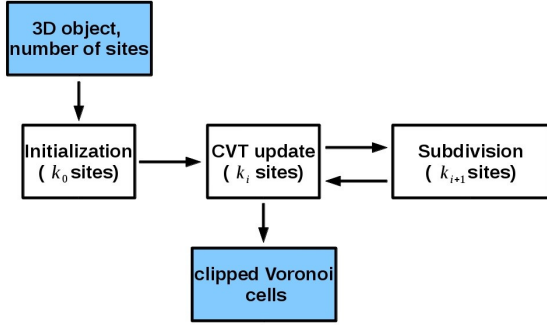 3D object,
number of sites
Initialization
( k₀ sites)
CVT update
( kᵢ sites)
Subdivision
( kᵢ₊₁ sites)
clipped Voronoi
cells